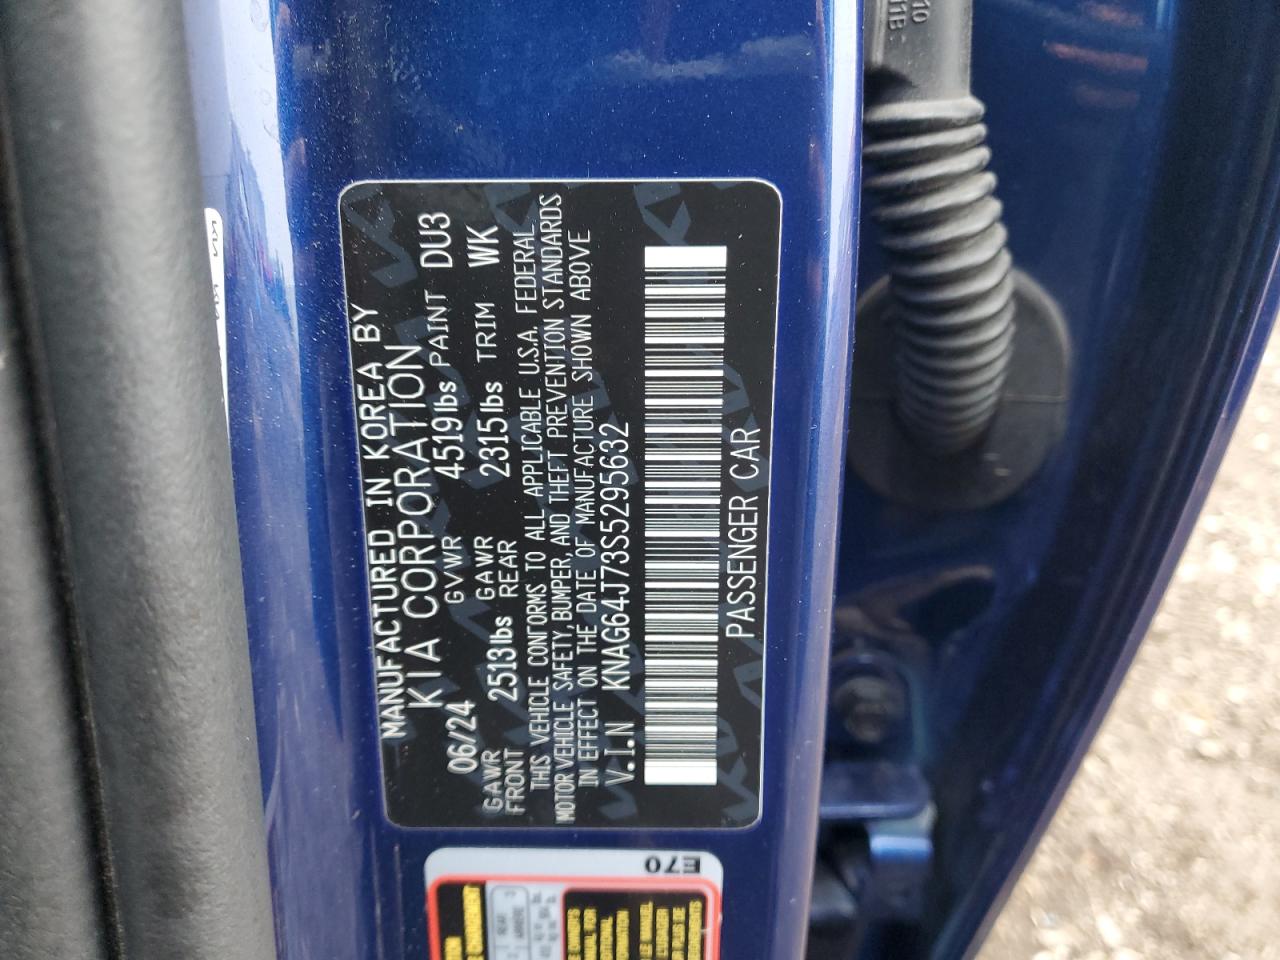 MANUFACTURED IN KOREA BY
KIA CORPORATION
06/24 GVWR 4519lbs PAINT DU3
GAWR FRONT 2513lbs GAWR REAR 2315lbs TRIM WK
THIS VEHICLE CONFORMS TO ALL APPLICABLE U.S.A. FEDERAL
MOTOR VEHICLE SAFETY, BUMPER, AND THEFT PREVENTION STANDARDS
IN EFFECT ON THE DATE OF MANUFACTURE SHOWN ABOVE
V.I.N KNAG64J73S5295632
PASSENGER CAR
E70
10
11B